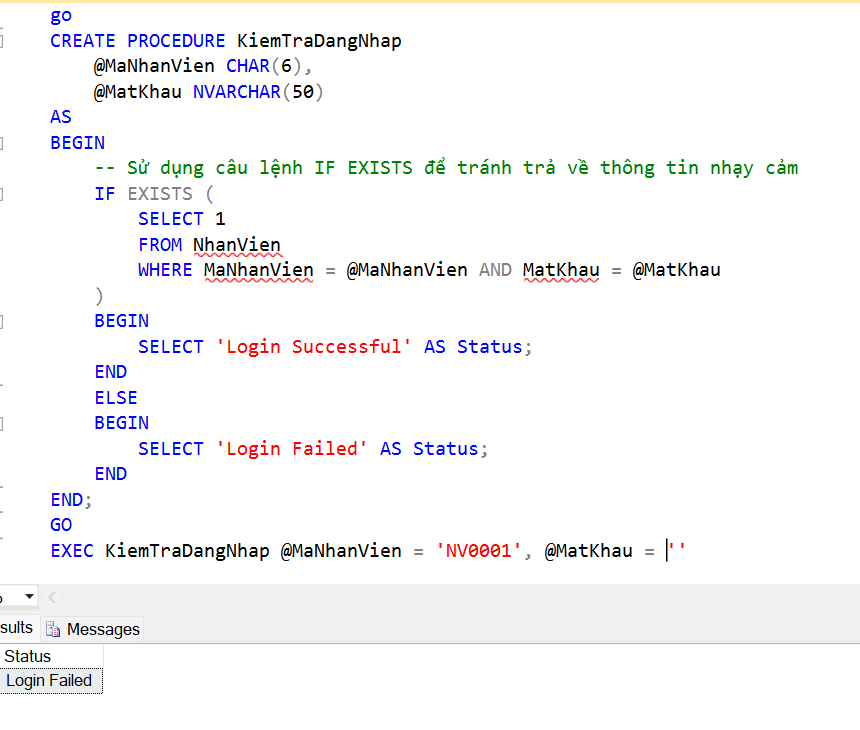 go
CREATE PROCEDURE KiemTraDangNhap
@MaNhanVien CHAR(6),
@MatKhau NVARCHAR(50)
AS
BEGIN
-- Sử dụng câu lệnh IF EXISTS để tránh trả về thông tin nhạy cảm
IF EXISTS (
SELECT 1
FROM NhanVien
WHERE MaNhanVien = @MaNhanVien AND MatKhau = @MatKhau
)
BEGIN
SELECT 'Login Successful' AS Status;
END
ELSE
BEGIN
SELECT 'Login Failed' AS Status;
END
END;
GO
EXEC KiemTraDangNhap @MaNhanVien = 'NV0001', @MatKhau = ''
sults Messages
Status
Login Failed